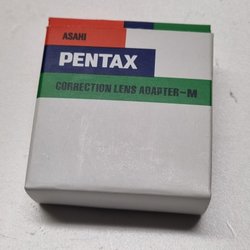 ASAHI
PENTAX
CORRECTION LENS ADAPTER-M